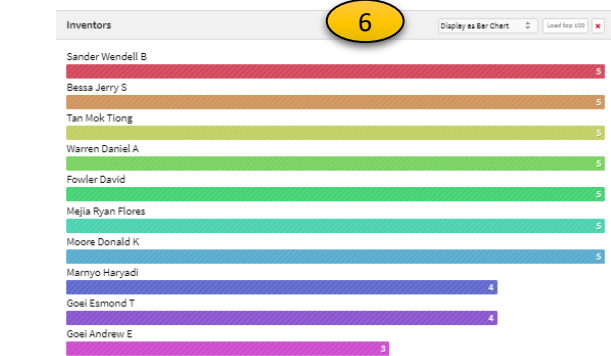 Inventors
6
Display as Bar Chart
Load top 100
Sander Wendell B
5
Bessa Jerry S
5
Tan Mok Tiong
5
Warren Daniel A
5
Fowler David
5
Mejia Ryan Flores
5
Moore Donald K
5
Marnyo Haryadi
4
Goei Esmond T
4
Goei Andrew E
3